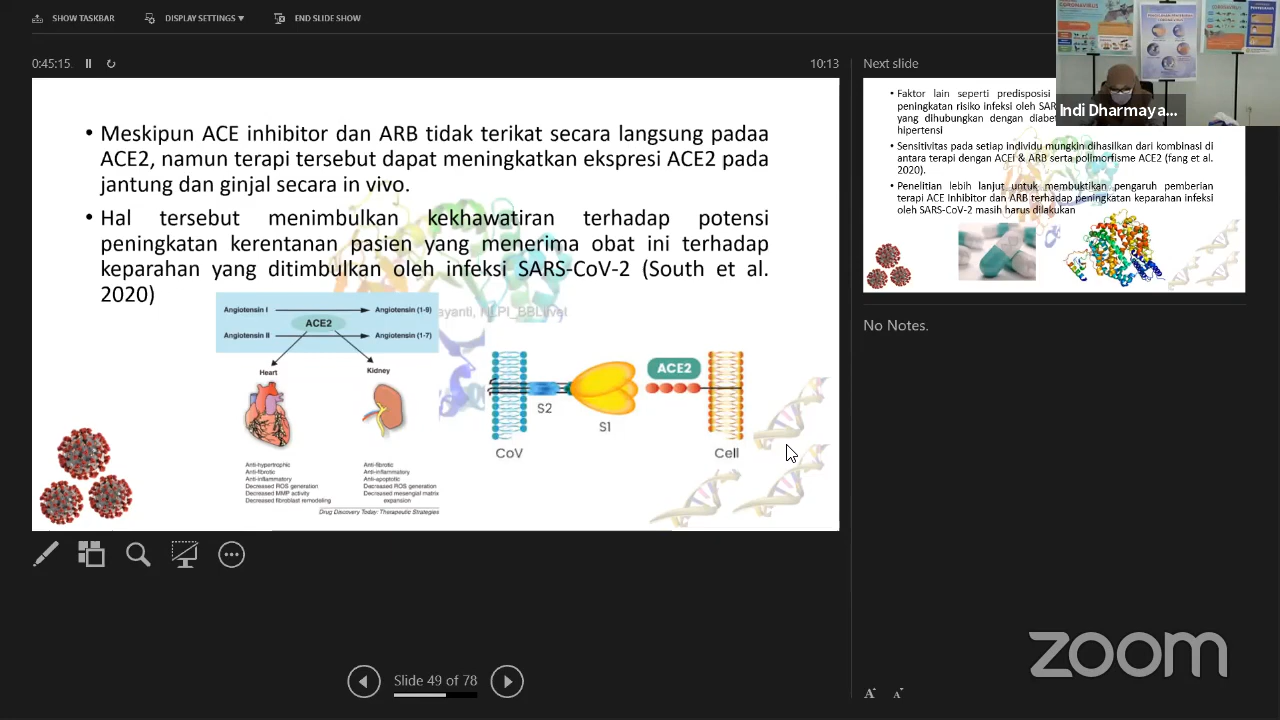 SHOW TASKBAR
DISPLAY SETTINGS ▼
END SLIDE SHOW
0:45:15
10:13
• Meskipun ACE inhibitor dan ARB tidak terikat secara langsung padaa
ACE2, namun terapi tersebut dapat meningkatkan ekspresi ACE2 pada
jantung dan ginjal secara in vivo.
• Hal tersebut menimbulkan kekhawatiran terhadap potensi
peningkatan kerentanan pasien yang menerima obat ini terhadap
keparahan yang ditimbulkan oleh infeksi SARS-CoV-2 (South et al.
2020)
Angiotensin I
Angiotensin (1-9)
ACE2
Angiotensin II
Angiotensin (1-7)
Heart
Kidney
Anti-hypertrophic
Anti-fibrotic
Anti-inflammatory
Decreased ROS generation
Decreased MMP activity
Decreased fibroblast remodeling
Anti-fibrotic
Anti-inflammatory
Anti-apoptotic
Decreased ROS generation
Decreased mesengial matrix
expansion
Drug Discovery Today: Therapeutic Strategies
ACE2
S2
S1
CoV
Cell
Slide 49 of 78
Next slide
• Faktor lain seperti predisposisi
peningkatan risiko infeksi oleh SAR
yang dihubungkan dengan diabe
hipertensi
• Sensitivitas pada setiap individu mungkin dihasilkan dari kombinasi di
antara terapi dengan ACEI & ARB serta polimorfisme ACE2 (fang et al.
2020).
• Penelitian lebih lanjut untuk membuktikan pengaruh pemberian
terapi ACE Inhibitor dan ARB terhadap peningkatan keparahan infeksi
oleh SARS-CoV-2 masih harus dilakukan
No Notes.
Indi Dharmaya...
zoom